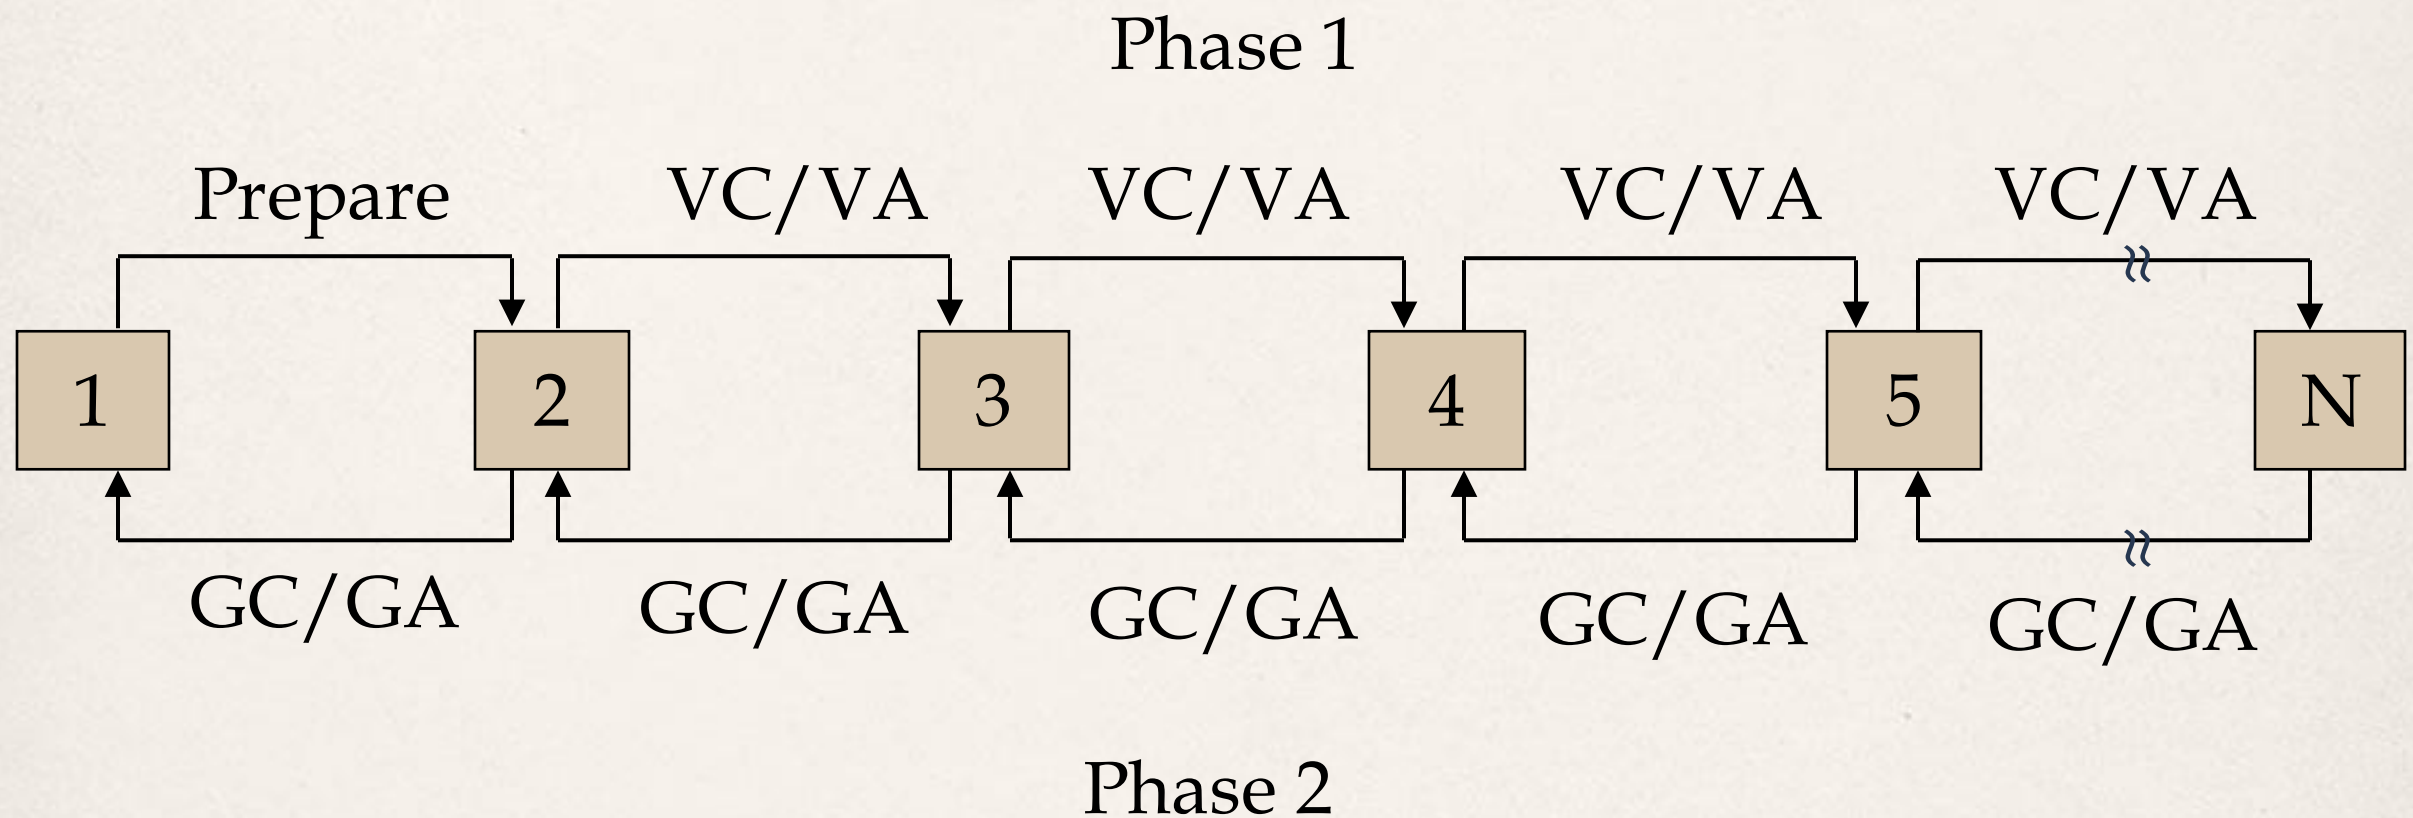 Phase 1
Prepare
VC/VA
VC/VA
VC/VA
VC/VA
1
2
3
4
5
N
GC/GA
GC/GA
GC/GA
GC/GA
GC/GA
Phase 2